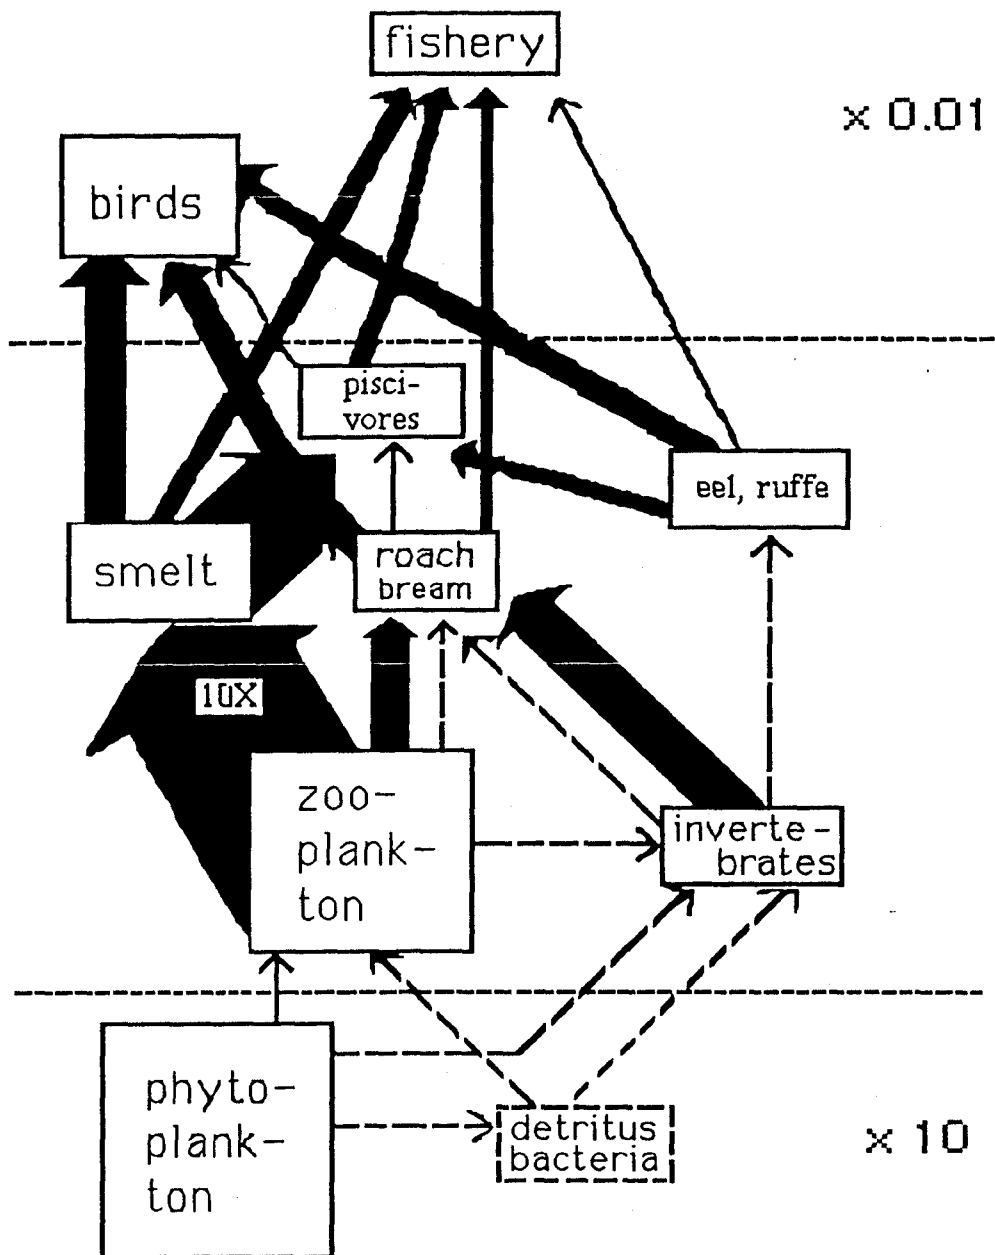 fishery
x 0.01
birds
pisci-
vores
eel, ruffe
smelt
roach
bream
10X
zoo-
plank-
ton
inverte-
brates
phyto-
plank-
ton
detritus
bacteria
x 10